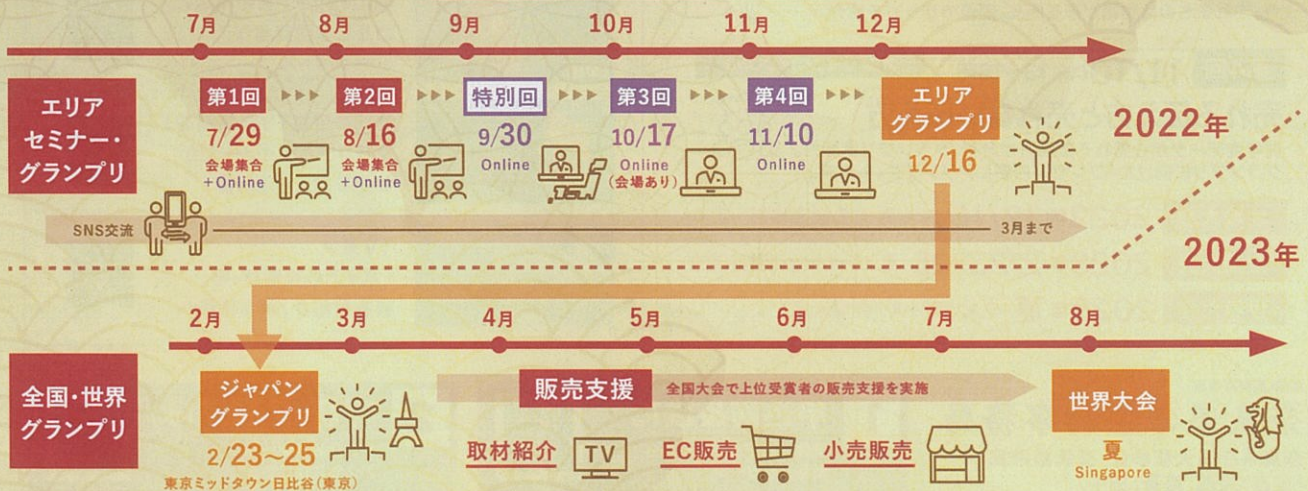 7月
8月
9月
10月
11月
12月
エリア
セミナー・
グランプリ
第1回
7/29
会場集合
+Online
第2回
8/16
会場集合
+Online
特別回
9/30
Online
第3回
10/17
Online
(会場あり)
第4回
11/10
Online
エリア
グランプリ
12/16
2022年
SNS交流
3月まで
2023年
2月
3月
4月
5月
6月
7月
8月
全国・世界
グランプリ
ジャパン
グランプリ
2/23〜25
東京ミッドタウン日比谷(東京)
販売支援
全国大会で上位受賞者の販売支援を実施
取材紹介
TV
EC販売
小売販売
世界大会
夏
Singapore